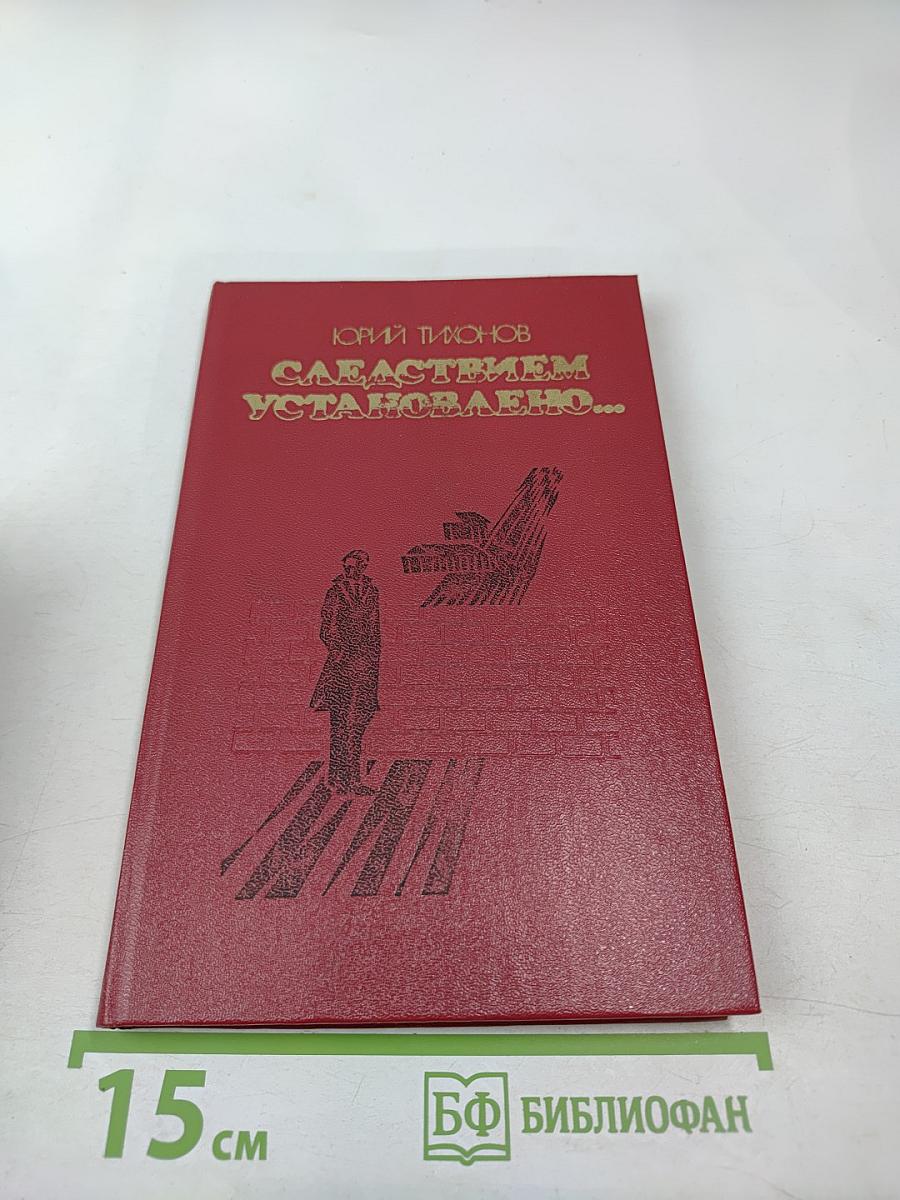 ЮРИЙ ТИХОНОВ
СЛЕДСТВИЕМ
УСТАНОВЛЕНО...
15 см
БФ БИБЛИОФАН